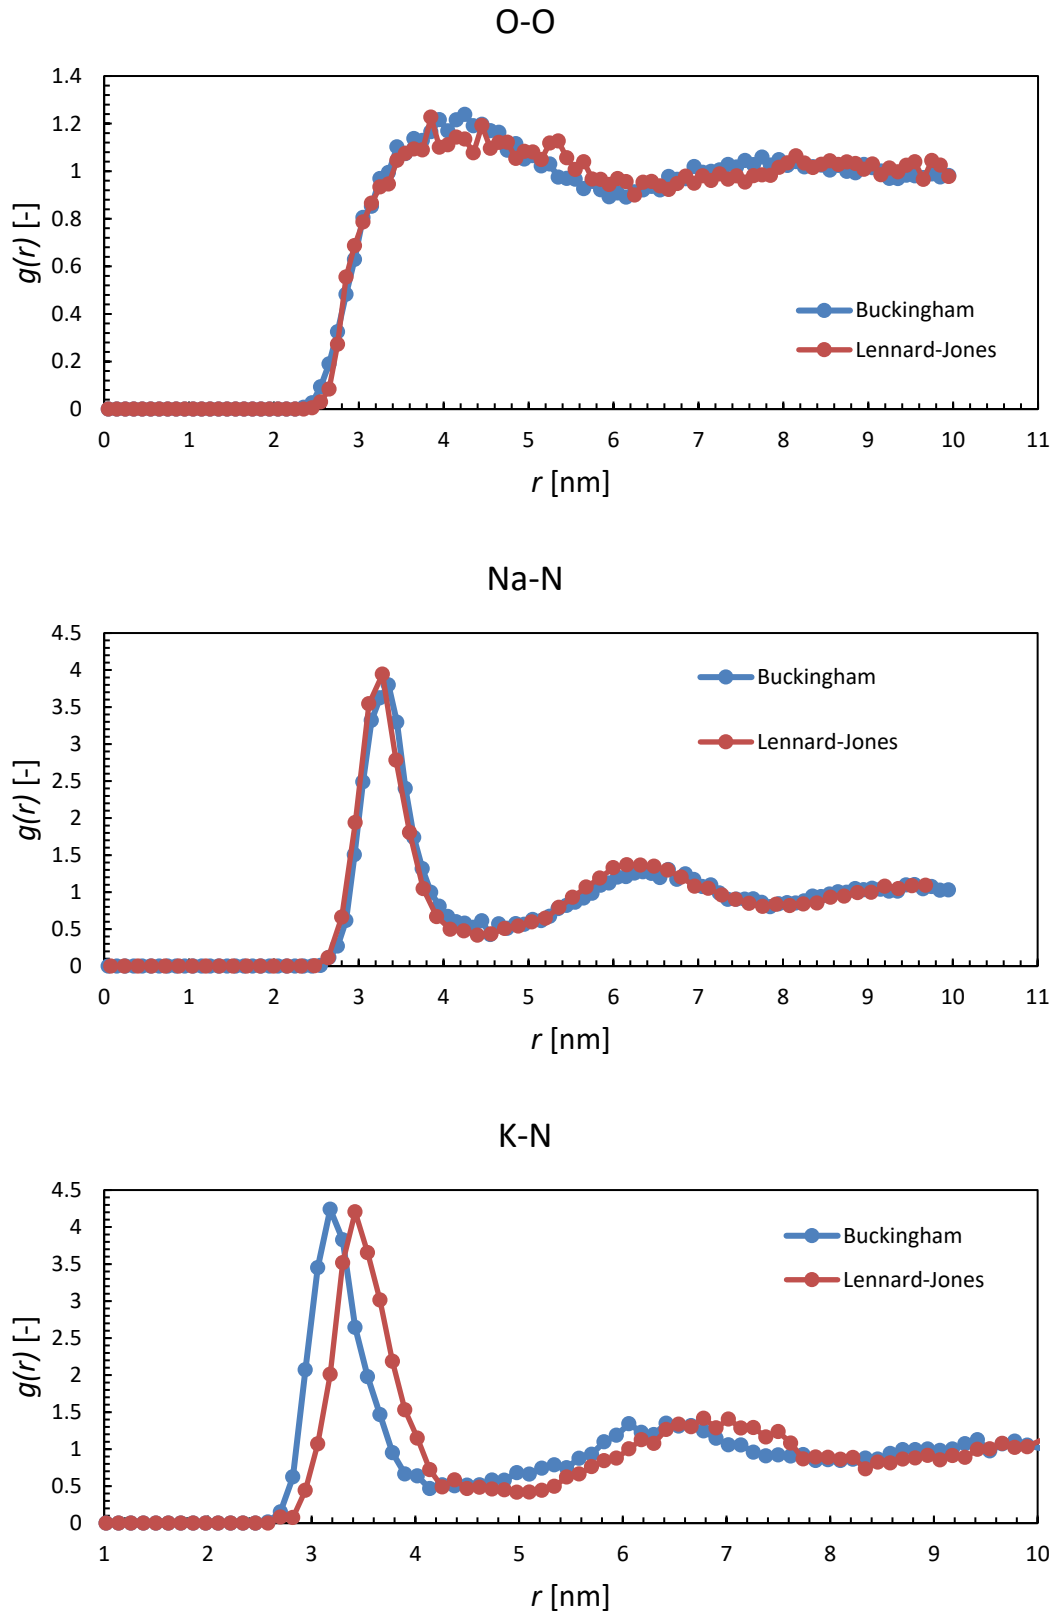 O-O
1.4
1.2
1
0.8
0.6
0.4
0.2
0
g(r) [-]
Buckingham
Lennard-Jones
0 1 2 3 4 5 6 7 8 9 10 11
r [nm]
Na-N
4.5
4
3.5
3
2.5
2
1.5
1
0.5
0
g(r) [-]
Buckingham
Lennard-Jones
0 1 2 3 4 5 6 7 8 9 10 11
r [nm]
K-N
4.5
4
3.5
3
2.5
2
1.5
1
0.5
0
g(r) [-]
Buckingham
Lennard-Jones
1 2 3 4 5 6 7 8 9 10
r [nm]